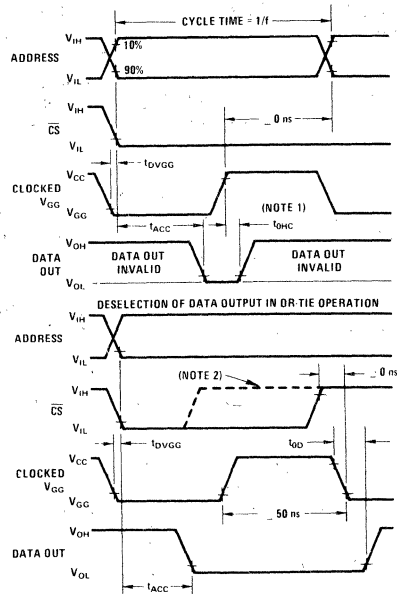 CYCLE TIME = 1/f
ADDRESS
VIH
10%
90%
VIL
CS
VIH
0 ns
VIL
tDVGG
CLOCKED VGG
VCC
(NOTE 1)
VGG
tACC
tOHC
DATA OUT
VOH
DATA OUT INVALID
DATA OUT INVALID
VOL
DESELECTION OF DATA OUTPUT IN OR-TIE OPERATION
ADDRESS
VIH
VIL
(NOTE 2)
0 ns
CS
VIH
VIL
tDVGG
tOD
CLOCKED VGG
VCC
VGG
50 ns
DATA OUT
VOH
VOL
tACC